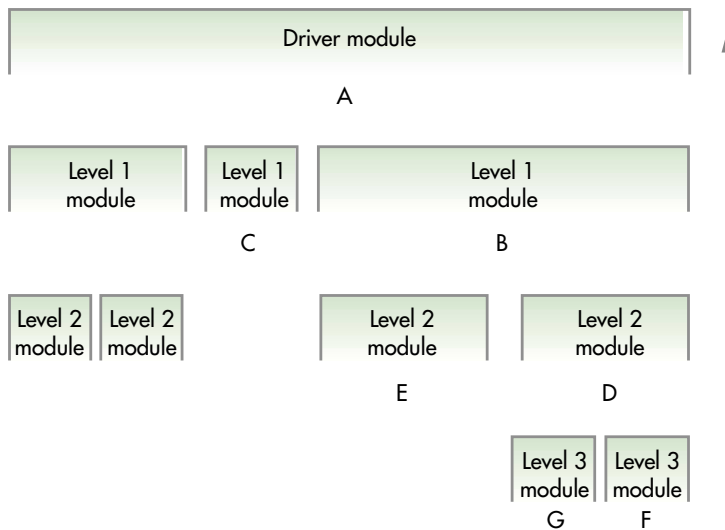 Driver module
A
Level 1
module
Level 1
module
Level 1
module
C
B
Level 2
module
Level 2
module
Level 2
module
Level 2
module
E
D
Level 3
module
Level 3
module
G
F